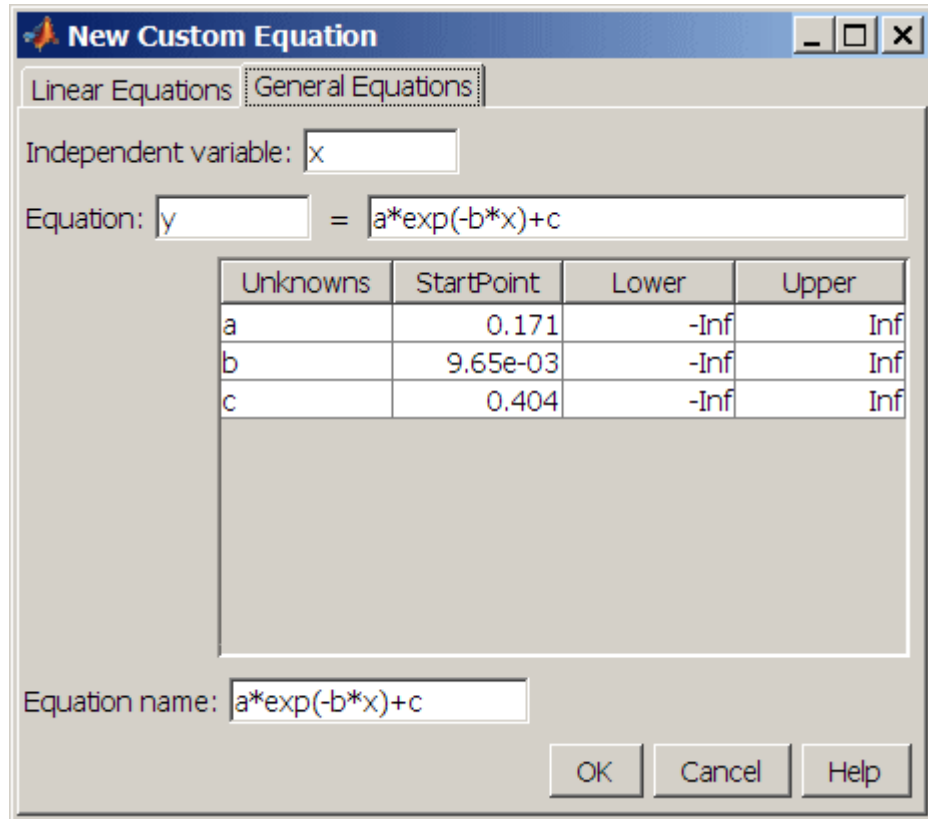 New Custom Equation
Linear Equations General Equations
Independent variable: x
Equation: y = a*exp(-b*x)+c
Unknowns StartPoint Lower Upper
a 0.171 -Inf Inf
b 9.65e-03 -Inf Inf
c 0.404 -Inf Inf
Equation name: a*exp(-b*x)+c
OK Cancel Help